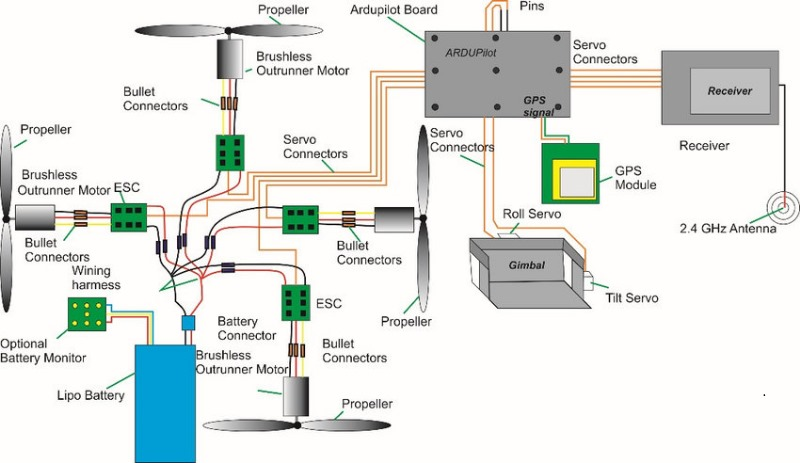 Propeller
Ardupilot Board
Pins
Brushless
Outrunner Motor
ARDUPilot
Servo
Connectors
Bullet
Connectors
GPS
signal
Receiver
Receiver
Propeller
Servo
Connectors
Servo
Connectors
GPS
Module
Brushless
Outrunner Motor
ESC
Roll Servo
2.4 GHz Antenna
Bullet
Connectors
Bullet
Connectors
Gimbal
Wining
harness
Tilt Servo
ESC
Propeller
Optional
Battery Monitor
Battery
Connector
Bullet
Connectors
Brushless
Outrunner Motor
Lipo Battery
Propeller